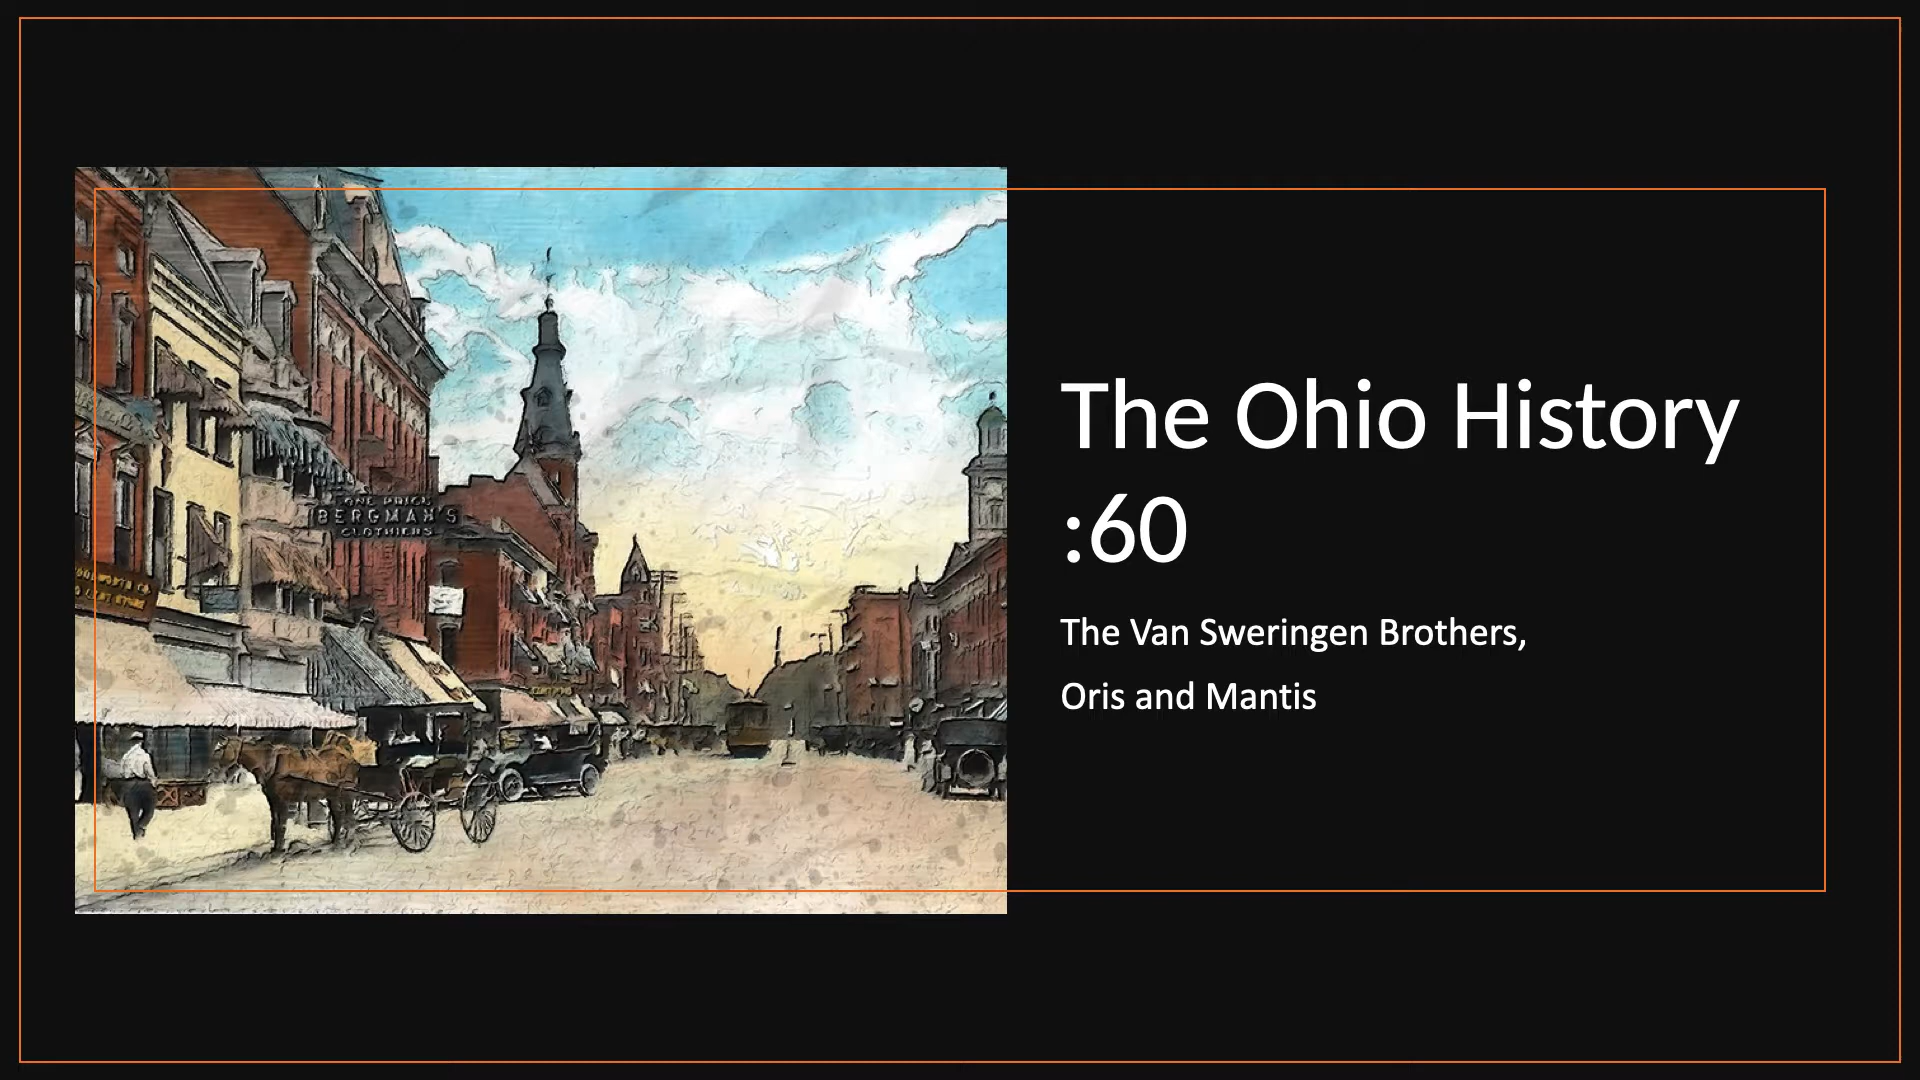 ONE PRICE
BERGMAN'S
CLOTHIERS
The Ohio History
:60
The Van Sweringen Brothers,
Oris and Mantis